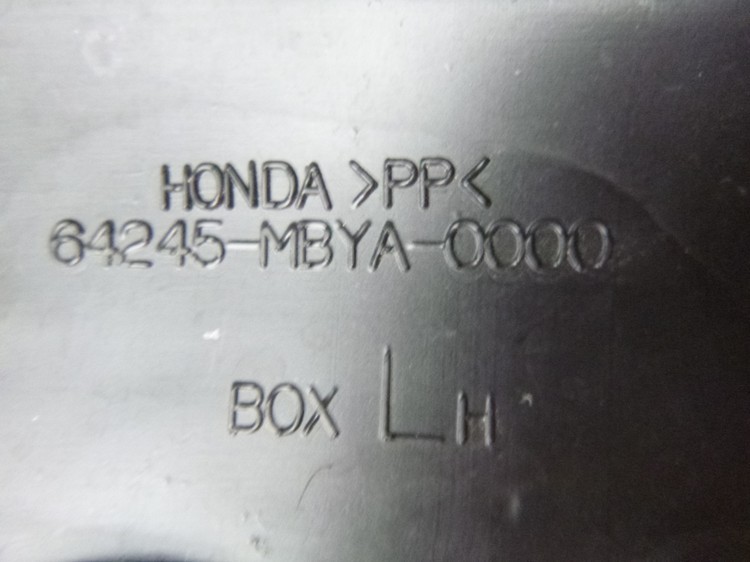 HONDA >PP<
64245-MBYA-0000
BOX LH